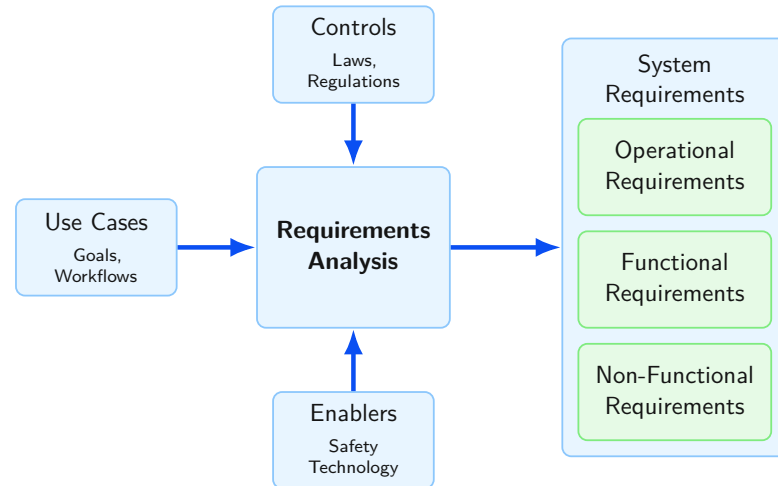 Controls
Laws,
Regulations
Use Cases
Goals,
Workflows
Requirements
Analysis
Enablers
Safety
Technology
System
Requirements
Operational
Requirements
Functional
Requirements
Non-Functional
Requirements